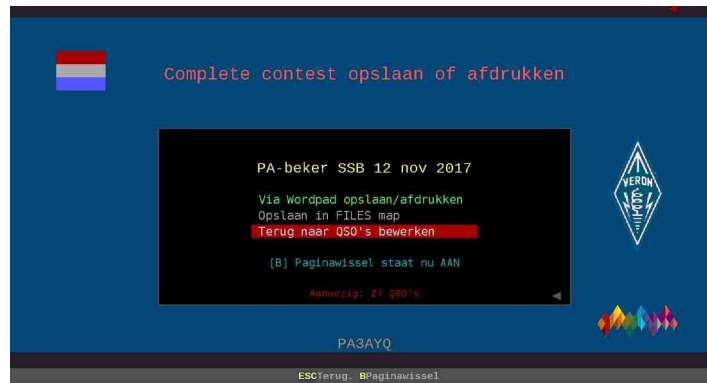 Complete contest opslaan of afdrukken
PA-beker SSB 12 nov 2017
Via Wordpad opslaan/afdrukken
Opslaan in FILES map
Terug naar QSO's bewerken
[B] Paginawissel staat nu AAN
Aanwezig: 27 QSO's
VERON
PA3AYQ
ESCTerug. BPaginawissel